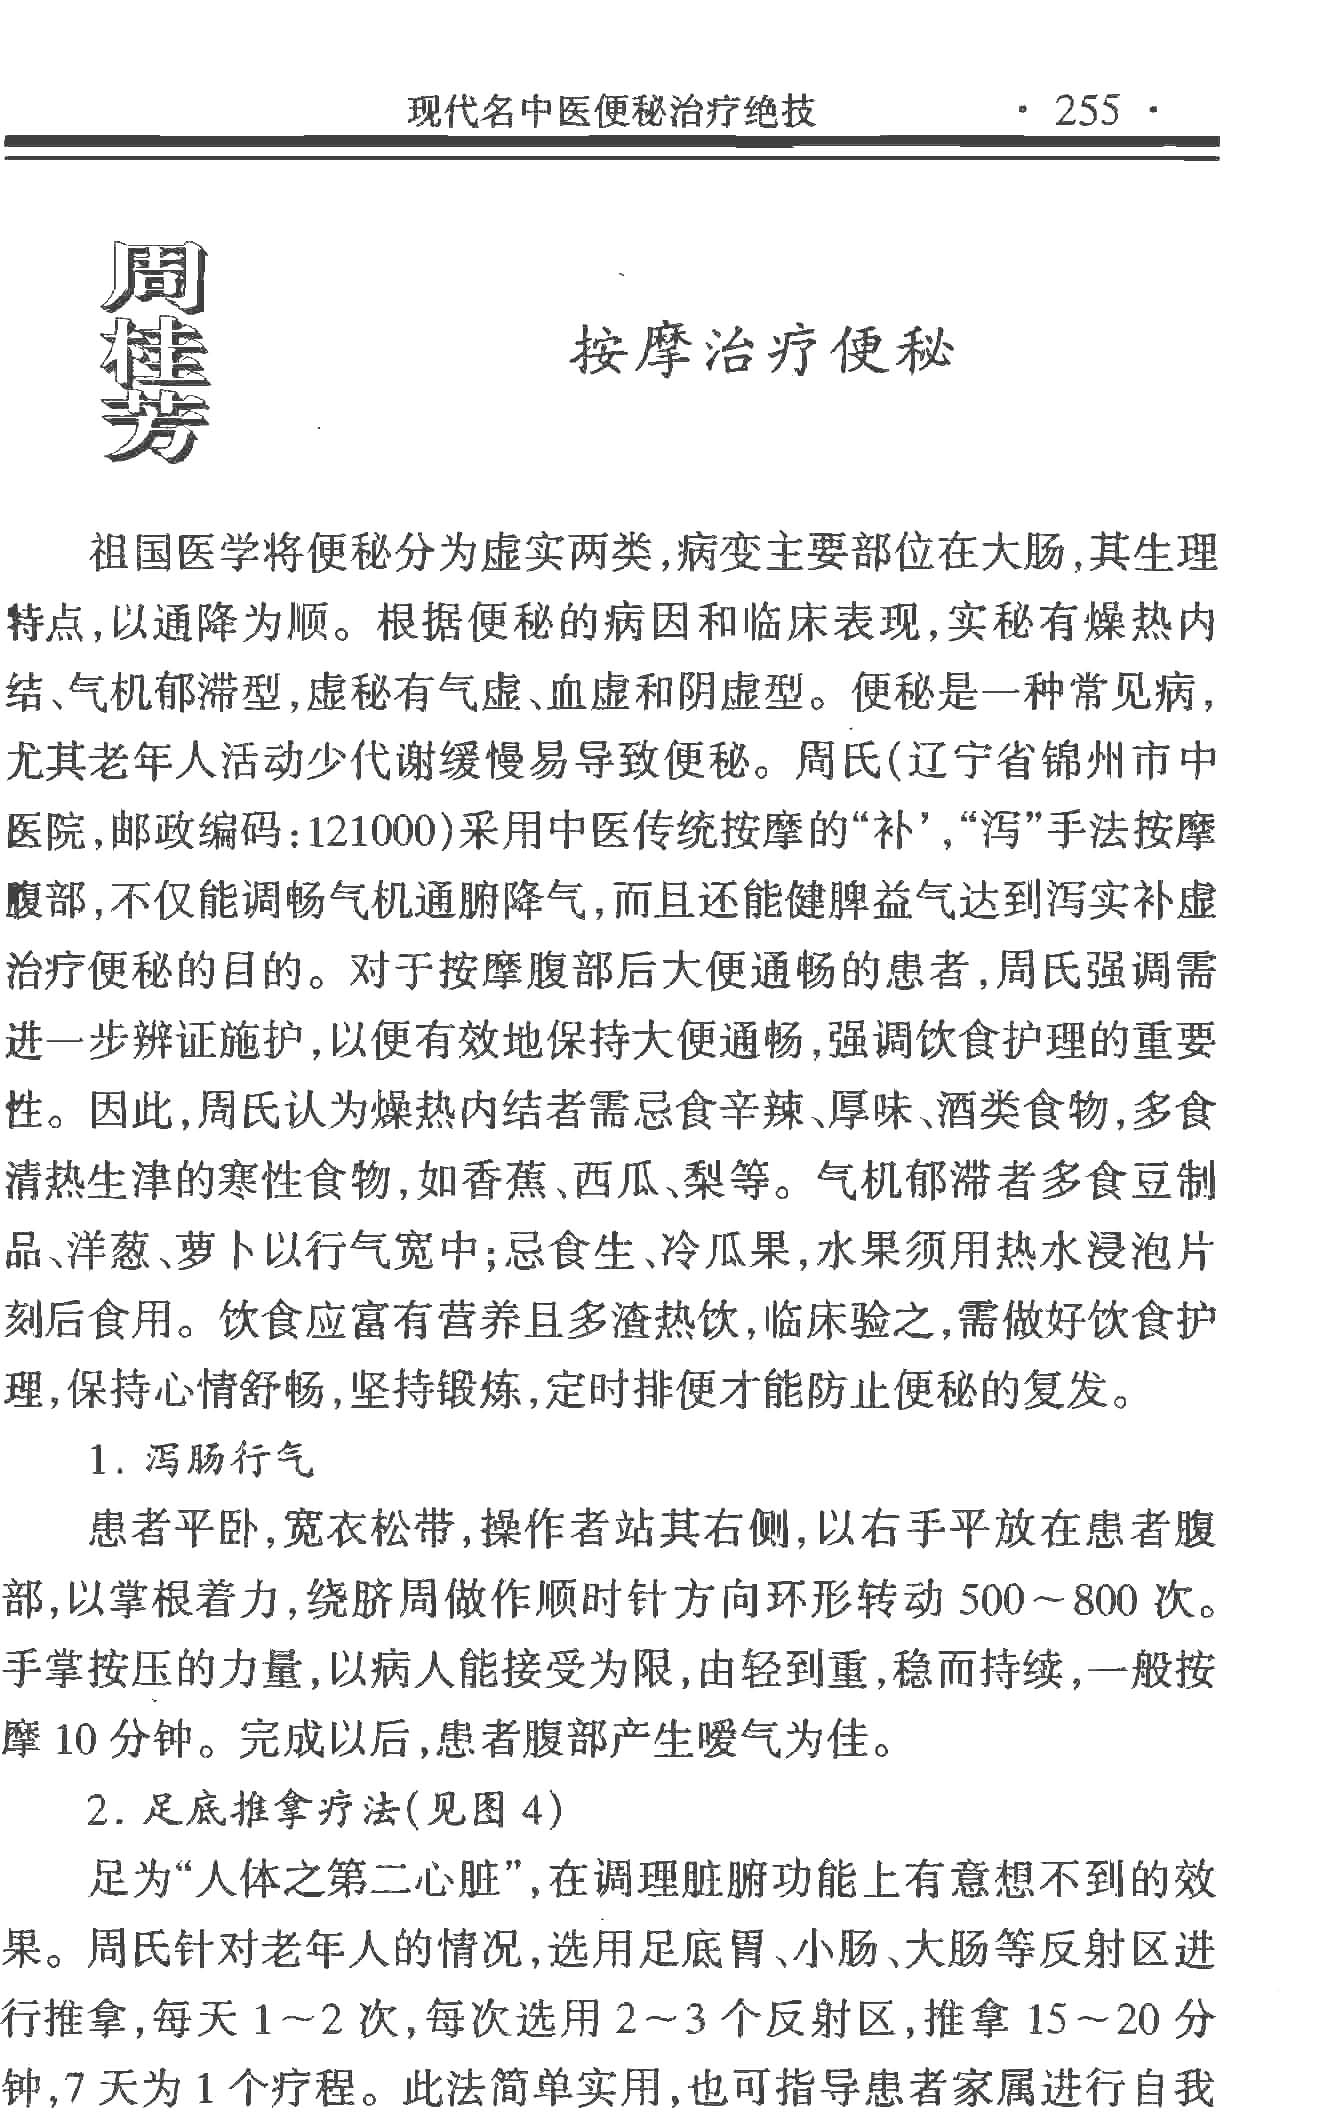 现代名中医便秘治疗绝技 · 255 ·
周桂芳
按摩治疗便秘
祖国医学将便秘分为虚实两类,病变主要部位在大肠,其生理
特点,以通降为顺。根据便秘的病因和临床表现,实秘有燥热内
结、气机郁滞型,虚秘有气虚、血虚和阴虚型。便秘是一种常见病,
尤其老年人活动少代谢缓慢易导致便秘。周氏(辽宁省锦州市中
医院,邮政编码:121000)采用中医传统按摩的“补’,“泻”手法按摩
腹部,不仅能调畅气机通腑降气,而且还能健脾益气达到泻实补虚
治疗便秘的目的。对于按摩腹部后大便通畅的患者,周氏强调需
进一步辨证施护,以便有效地保持大便通畅,强调饮食护理的重要
性。因此,周氏认为燥热内结者需忌食辛辣、厚味、酒类食物,多食
清热生津的寒性食物,如香蕉、西瓜、梨等。气机郁滞者多食豆制
品、洋葱、萝卜以行气宽中;忌食生、冷瓜果,水果须用热水浸泡片
刻后食用。饮食应富有营养且多渣热饮,临床验之,需做好饮食护
理,保持心情舒畅,坚持锻炼,定时排便才能防止便秘的复发。
1. 泻肠行气
患者平卧,宽衣松带,操作者站其右侧,以右手平放在患者腹
部,以掌根着力,绕脐周做作顺时针方向环形转动 500~800 次。
手掌按压的力量,以病人能接受为限,由轻到重,稳而持续,一般按
摩 10 分钟。完成以后,患者腹部产生嗳气为佳。
2. 足底推拿疗法(见图 4)
足为“人体之第二心脏”,在调理脏腑功能上有意想不到的效
果。周氏针对老年人的情况,选用足底胃、小肠、大肠等反射区进
行推拿,每天 1~2 次,每次选用 2~3 个反射区,推拿 15~20 分
钟,7 天为 1 个疗程。此法简单实用,也可指导患者家属进行自我